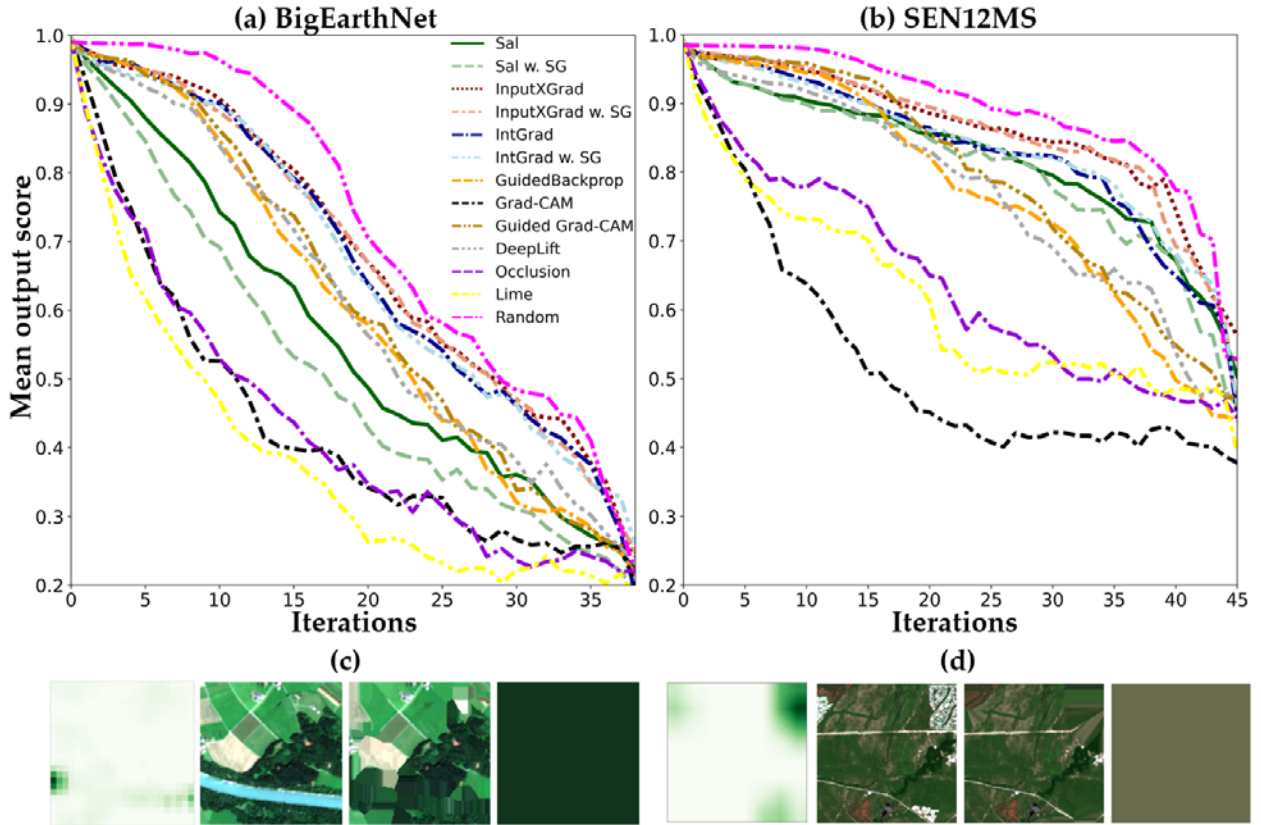 (a) BigEarthNet
(b) SEN12MS
Mean output score
1.0
0.9
0.8
0.7
0.6
0.5
0.4
0.3
0.2
0
5
10
15
20
25
30
35
Iterations
Sal
Sal w. SG
InputXGrad
InputXGrad w. SG
IntGrad
IntGrad w. SG
GuidedBackprop
Grad-CAM
Guided Grad-CAM
DeepLift
Occlusion
Lime
Random
1.0
0.9
0.8
0.7
0.6
0.5
0.4
0.3
0.2
0
5
10
15
20
25
30
35
40
45
Iterations
(c)
(d)